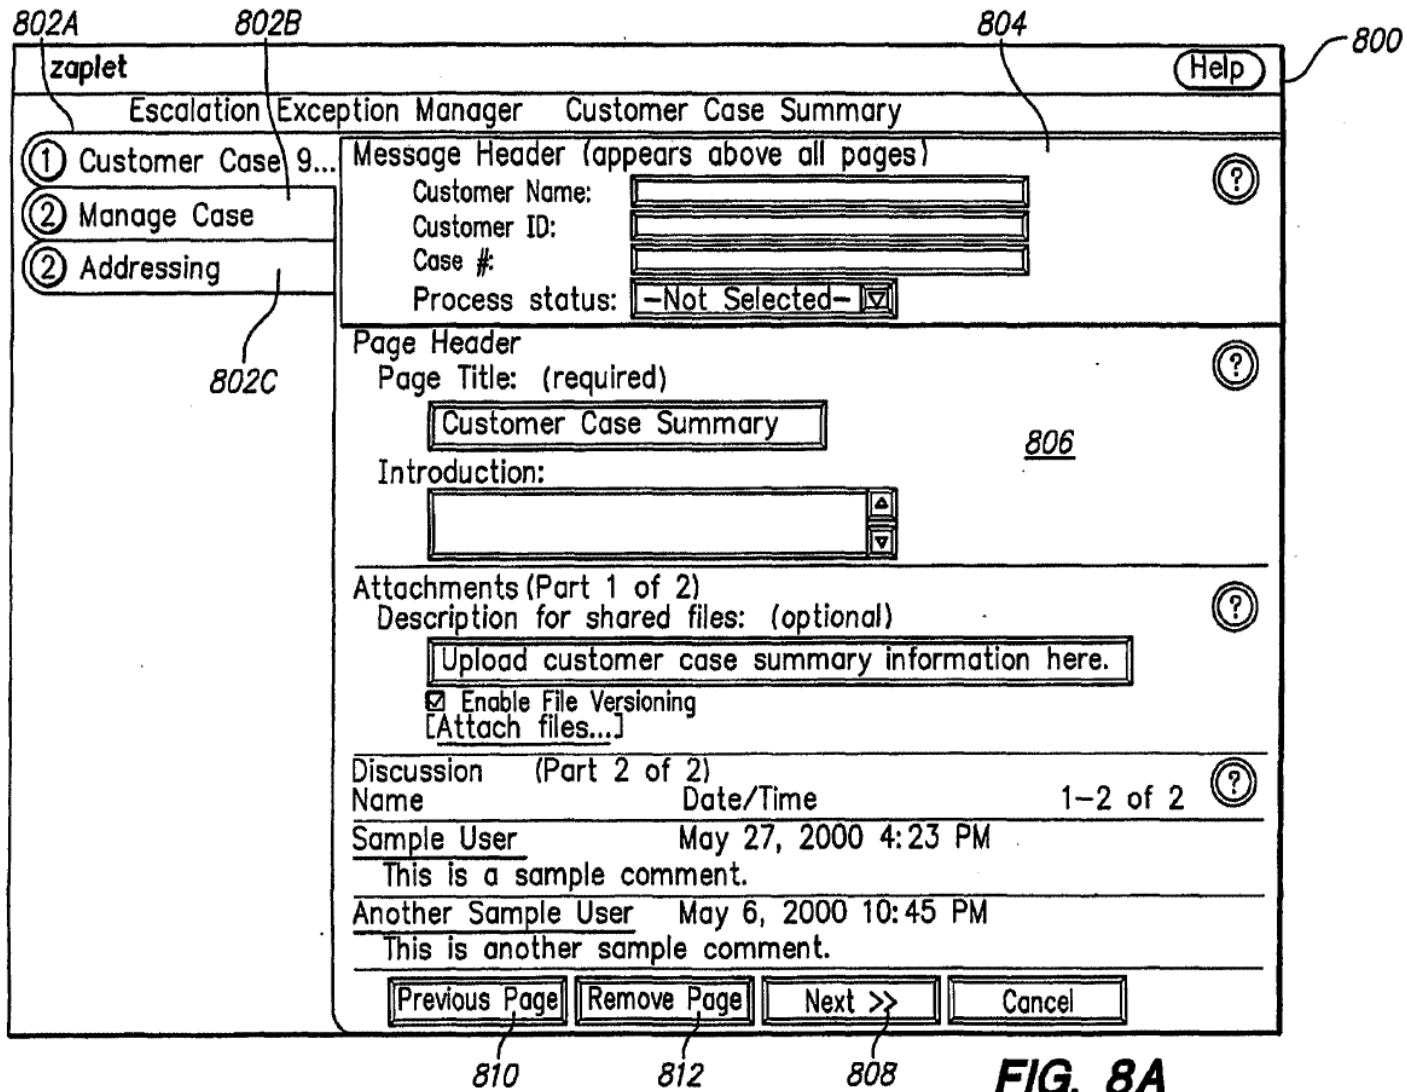 802A 802B 804 800
zaplet Help
Escalation Exception Manager Customer Case Summary
1 Customer Case 9...
2 Manage Case
2 Addressing
802C
Message Header (appears above all pages) ?
Customer Name:
Customer ID:
Case #:
Process status: -Not Selected-
Page Header ?
Page Title: (required)
Customer Case Summary
806
Introduction:
Attachments (Part 1 of 2) ?
Description for shared files: (optional)
Upload customer case summary information here.
Enable File Versioning
[Attach files...]
Discussion (Part 2 of 2) ?
Name Date/Time 1-2 of 2
Sample User May 27, 2000 4:23 PM
This is a sample comment.
Another Sample User May 6, 2000 10:45 PM
This is another sample comment.
Previous Page Remove Page Next >> Cancel
810 812 808
FIG. 8A